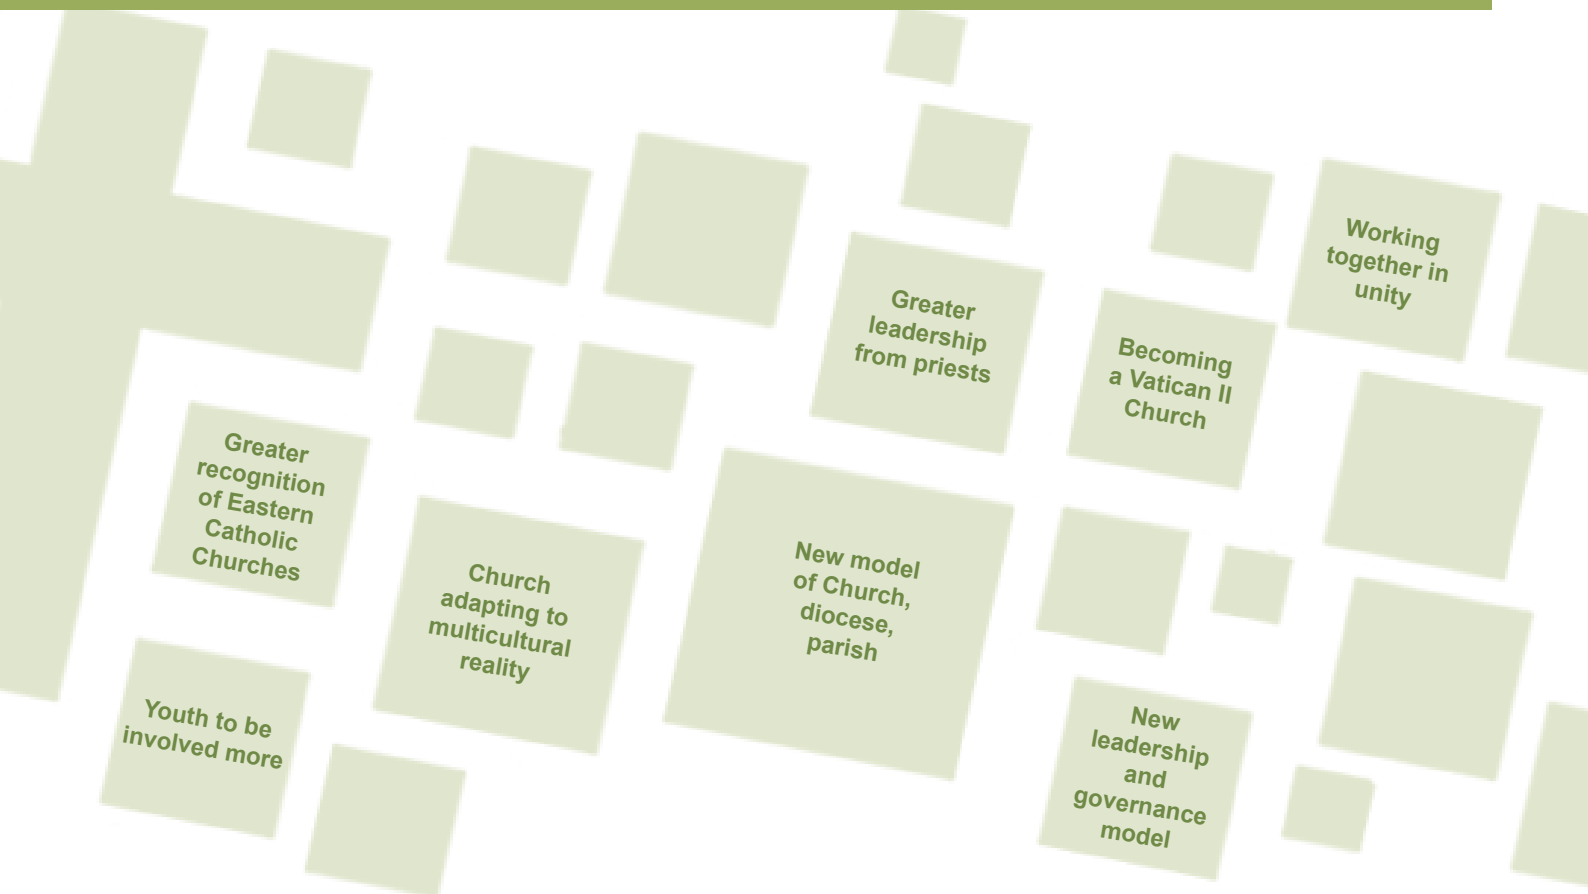 Working
together in
unity
Greater
leadership
from priests
Becoming
a Vatican II
Church
Greater
recognition
of Eastern
Catholic
Churches
Church
adapting to
multicultural
reality
New model
of Church,
diocese,
parish
Youth to be
involved more
New
leadership
and
governance
model